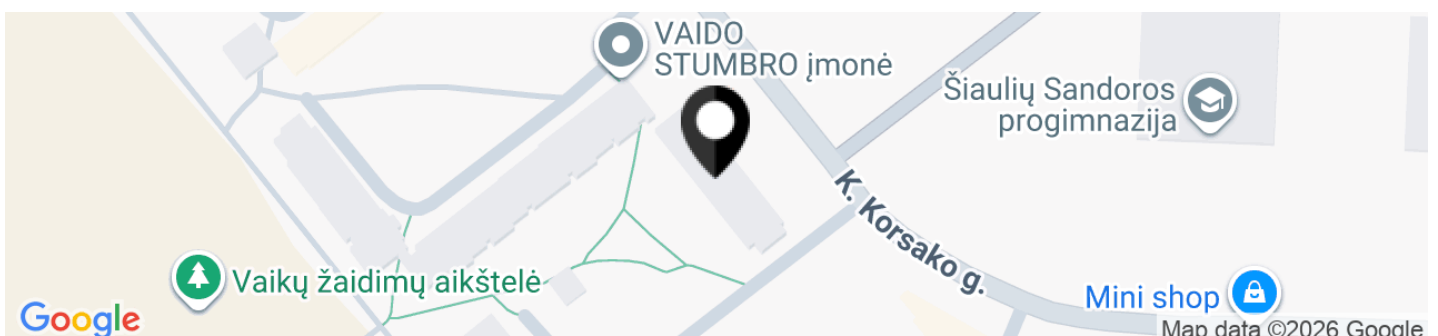 VAIDO
STUMBRO įmonė
Šiaulių Sandoros
progimnazija
K. Korsako g.
Vaikų žaidimų aikštelė
Mini shop
Google
Map data ©2026 Google